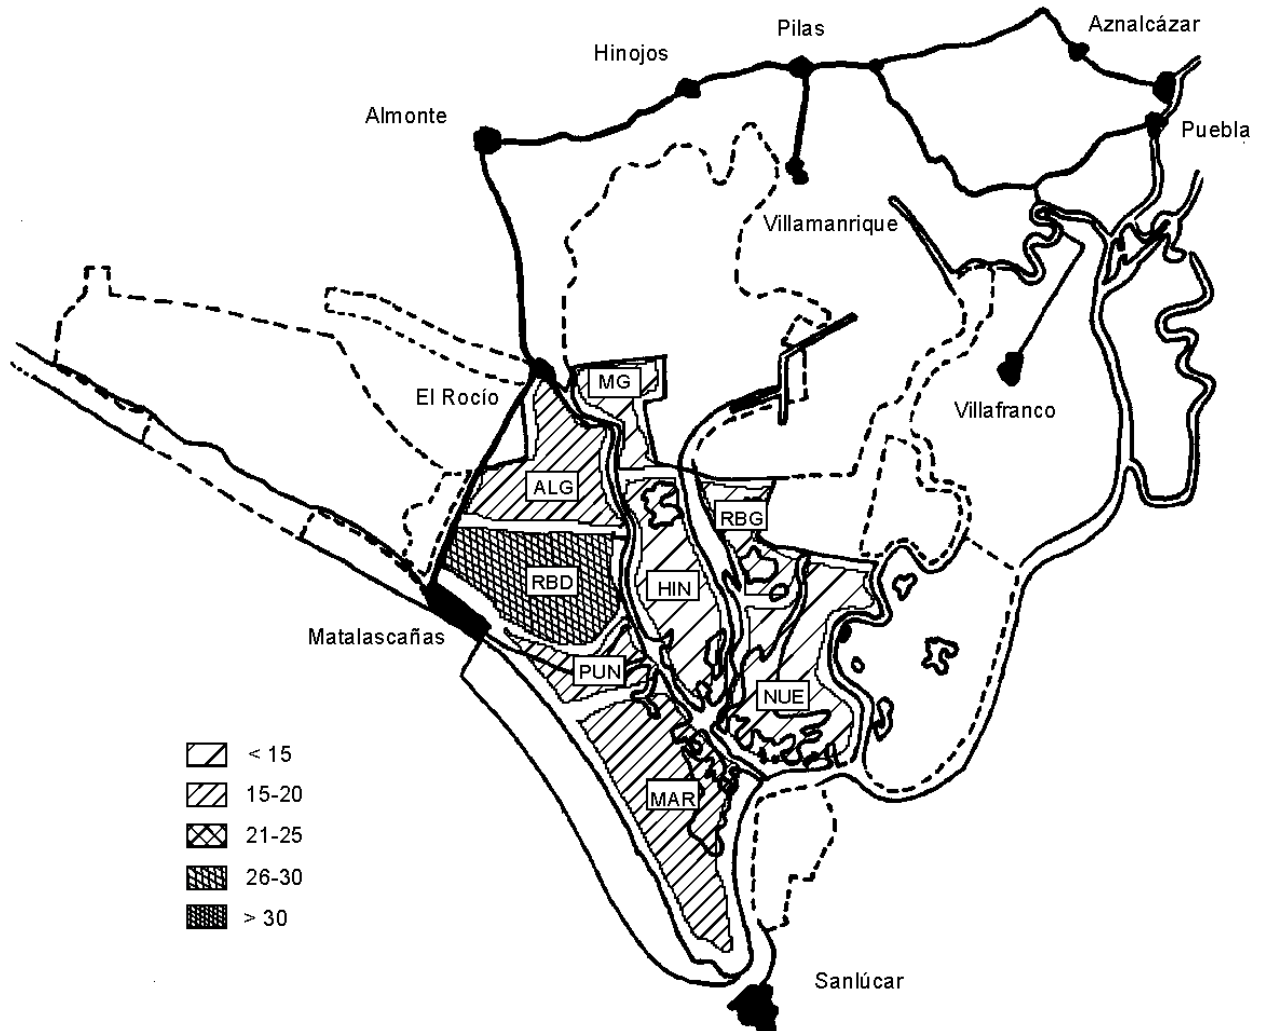 Aznalcázar
Pilas
Hinojos
Almonte
Puebla
Villamanrique
El Rocío
MG
Villafranco
ALG
RBG
RBD
HIN
Matalascañas
PUN
NUE
MAR
< 15
15-20
21-25
26-30
> 30
Sanlúcar